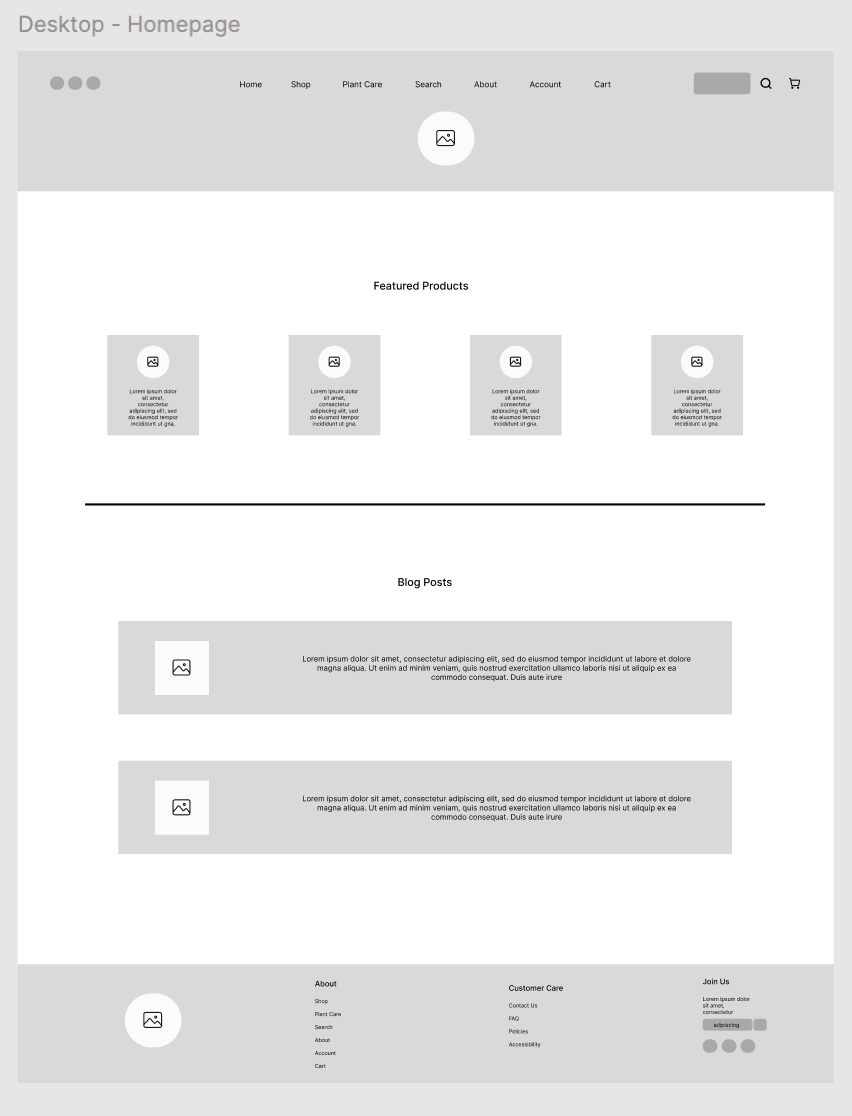 Desktop - Homepage
Home Shop Plant Care Search About Account Cart
Featured Products
Lorem ipsum dolor
sit amet,
consectetur
adipiscing elit, sed
do eiusmod tempor
incididunt ut gna.
Lorem ipsum dolor
sit amet,
consectetur
adipiscing elit, sed
do eiusmod tempor
incididunt ut gna.
Lorem ipsum dolor
sit amet,
consectetur
adipiscing elit, sed
do eiusmod tempor
incididunt ut gna.
Lorem ipsum dolor
sit amet,
consectetur
adipiscing elit, sed
do eiusmod tempor
incididunt ut gna.
Blog Posts
Lorem ipsum dolor sit amet, consectetur adipiscing elit, sed do eiusmod tempor incididunt ut labore et dolore
magna aliqua. Ut enim ad minim veniam, quis nostrud exercitation ullamco laboris nisi ut aliquip ex ea
commodo consequat. Duis aute irure
Lorem ipsum dolor sit amet, consectetur adipiscing elit, sed do eiusmod tempor incididunt ut labore et dolore
magna aliqua. Ut enim ad minim veniam, quis nostrud exercitation ullamco laboris nisi ut aliquip ex ea
commodo consequat. Duis aute irure
About
Shop
Plant Care
Search
About
Account
Cart
Customer Care
Contact Us
FAQ
Policies
Accessiblity
Join Us
Lorem ipsum dolor
sit amet,
consectetur
adipiscing